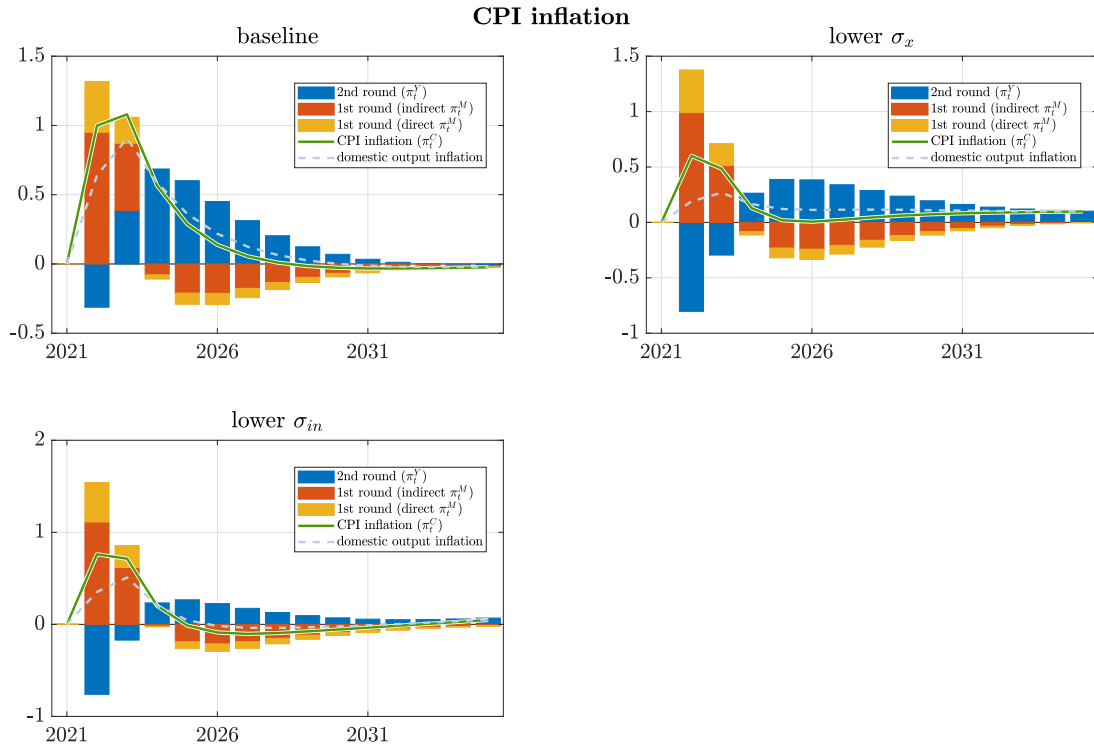 CPI inflation
baseline
1.5
1
0.5
0
-0.5
2021 2026 2031
2nd round (π_t^Y)
1st round (indirect π_t^M)
1st round (direct π_t^M)
CPI inflation (π_t^C)
domestic output inflation
lower σ_x
1.5
1
0.5
0
-0.5
-1
2021 2026 2031
2nd round (π_t^Y)
1st round (indirect π_t^M)
1st round (direct π_t^M)
CPI inflation (π_t^C)
domestic output inflation
lower σ_in
2
1
0
-1
2021 2026 2031
2nd round (π_t^Y)
1st round (indirect π_t^M)
1st round (direct π_t^M)
CPI inflation (π_t^C)
domestic output inflation